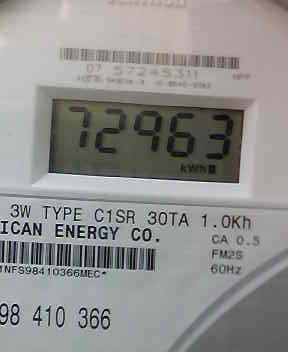 07 57245311
72963
kWH
3W TYPE C1SR 30TA 1.0Kh
ICAN ENERGY CO.
CA 0.5
FM2S
60Hz
1NFS98410366MEC*
98 410 366